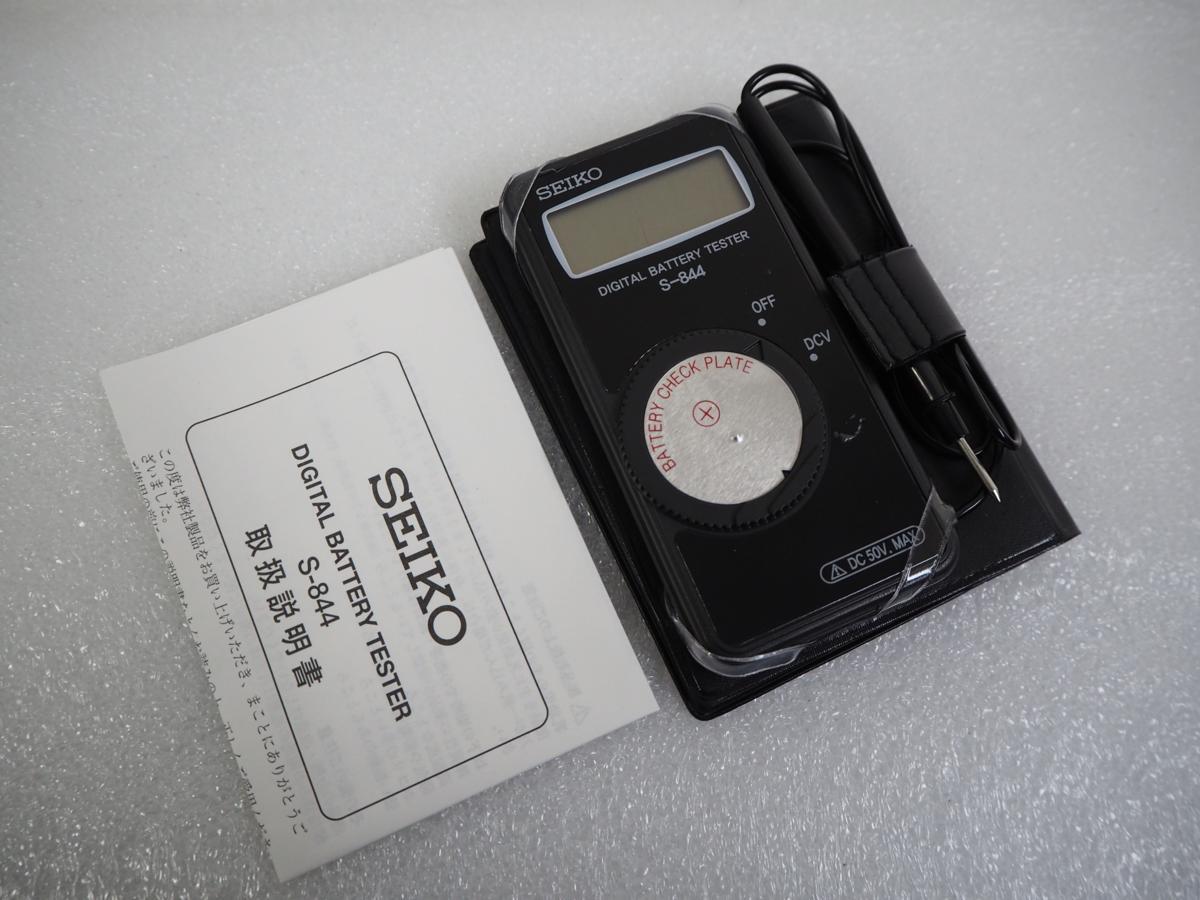 SEIKO
DIGITAL BATTERY TESTER
S-844
取扱説明書
この度は弊社製品をお買い上げいただき、まことにありがとうご
ざいました。
SEIKO
DIGITAL BATTERY TESTER
S-844
OFF
DCV
BATTERY CHECK PLATE
+
⚠ DC 50V. MAX